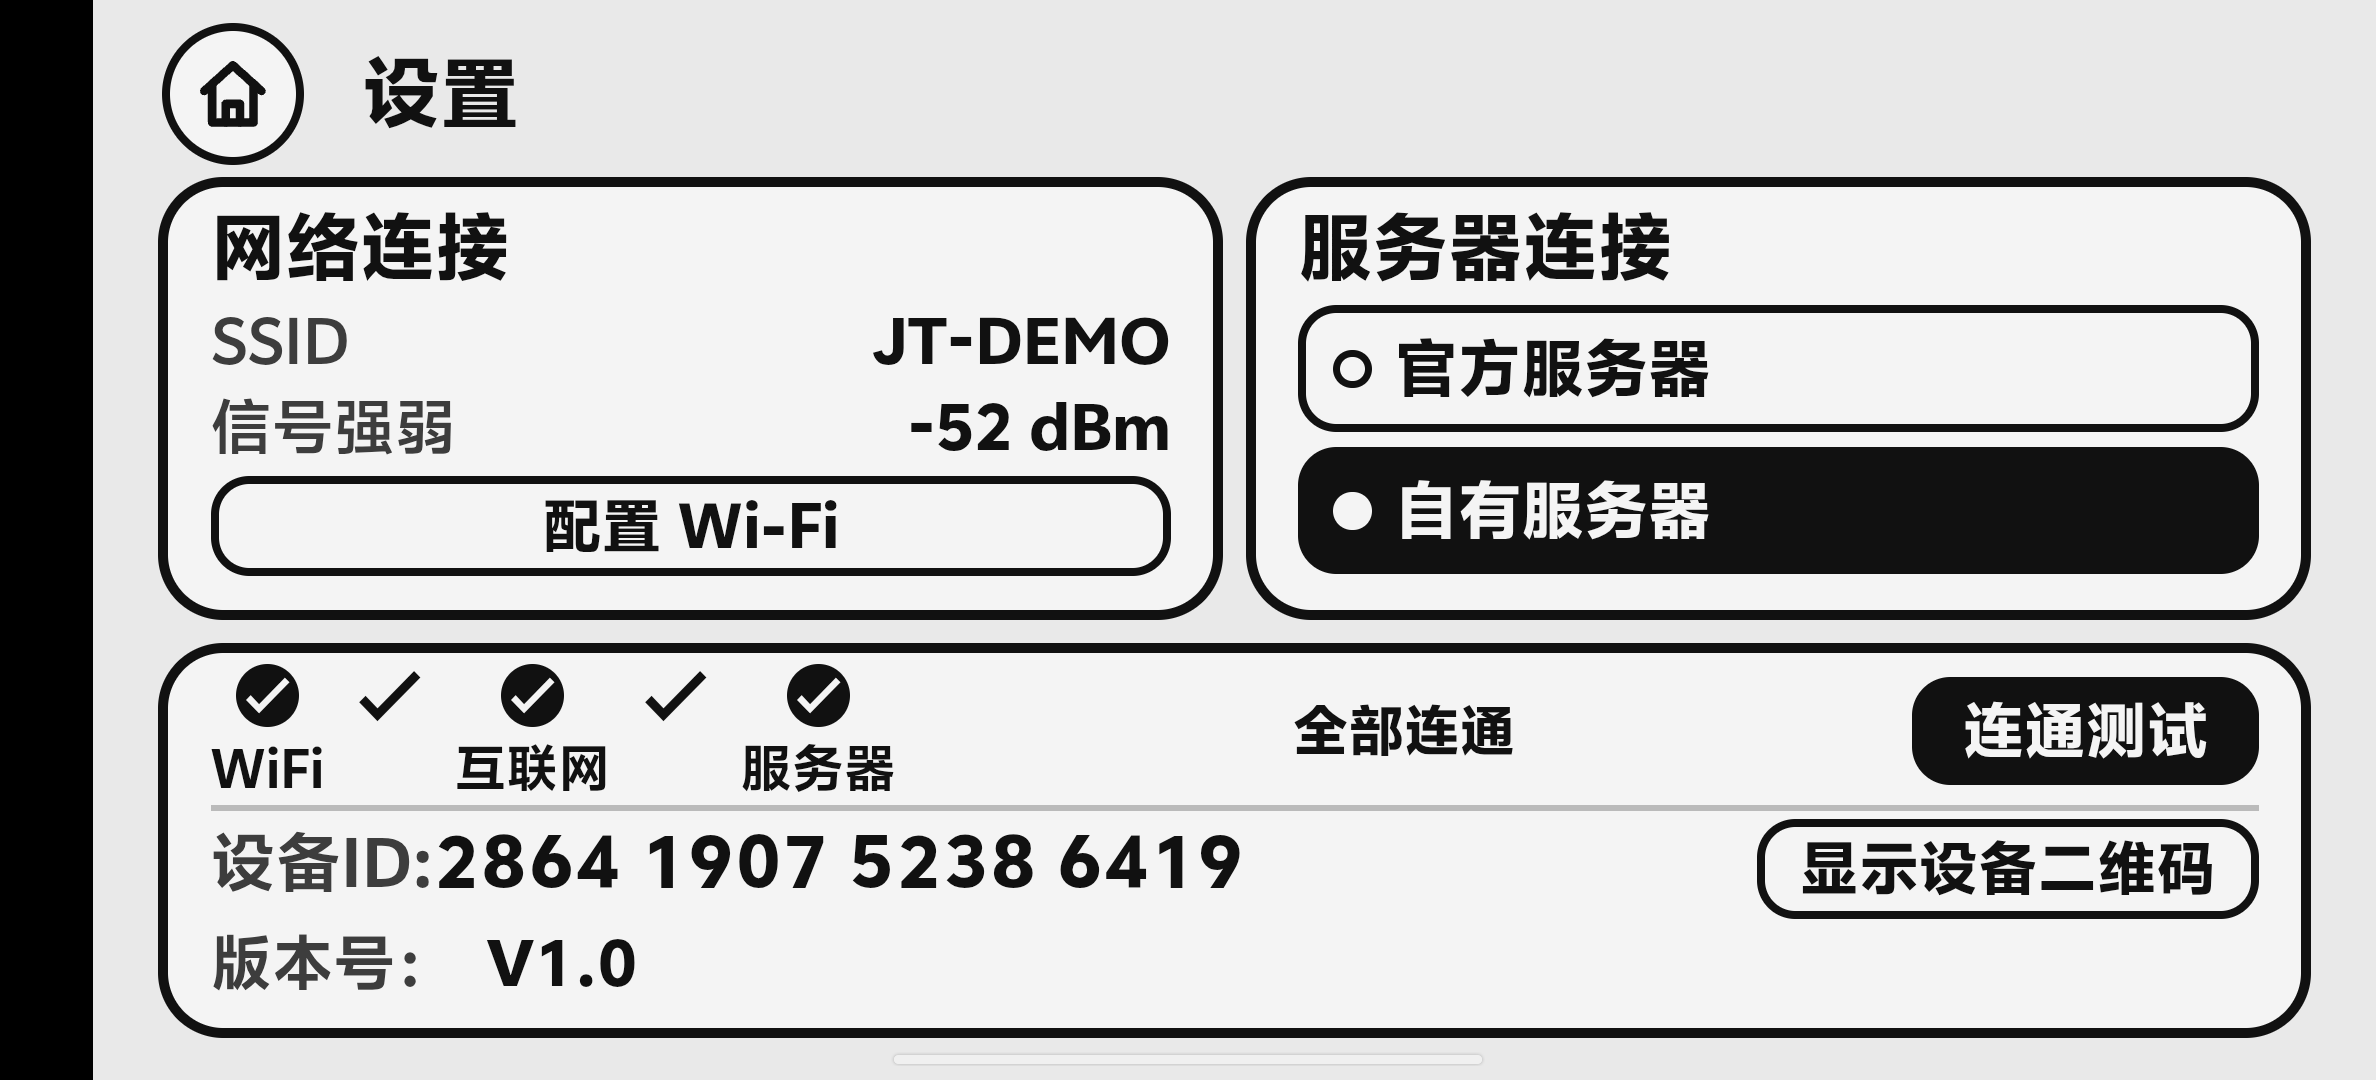 设置
网络连接
SSID JT-DEMO
信号强弱 -52 dBm
配置 Wi-Fi
服务器连接
官方服务器
自有服务器
WiFi 互联网 服务器
全部连通
连通测试
设备ID:2864 1907 5238 6419
显示设备二维码
版本号: V1.0